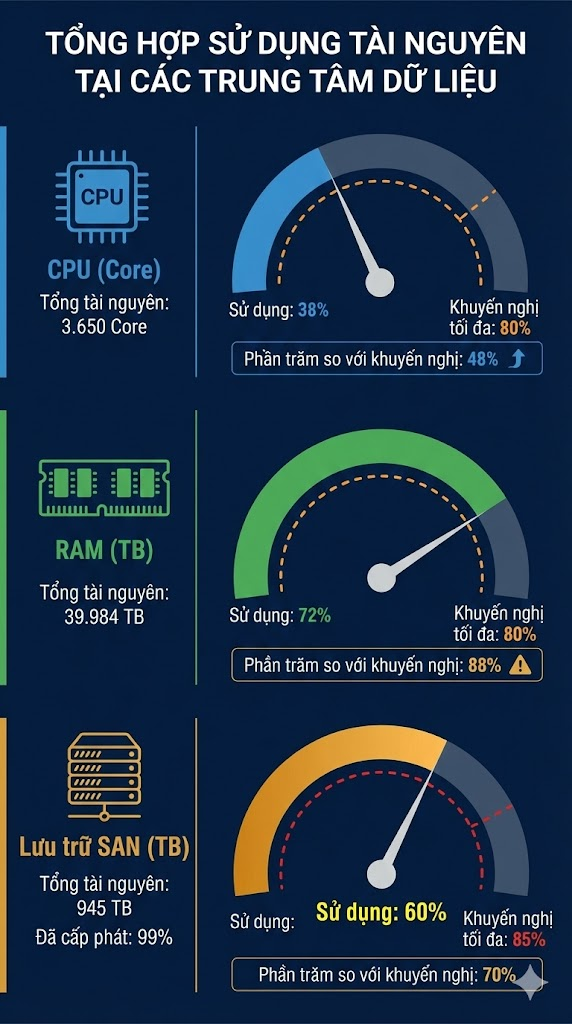 TỔNG HỢP SỬ DỤNG TÀI NGUYÊN
TẠI CÁC TRUNG TÂM DỮ LIỆU
CPU
CPU (Core)
Tổng tài nguyên:
3.650 Core
Sử dụng: 38%
Khuyến nghị
tối đa: 80%
Phần trăm so với khuyến nghị: 48%
RAM (TB)
Tổng tài nguyên:
39.984 TB
Sử dụng: 72%
Khuyến nghị
tối đa: 80%
Phần trăm so với khuyến nghị: 88%
Lưu trữ SAN (TB)
Tổng tài nguyên:
945 TB
Đã cấp phát: 99%
Sử dụng:
Sử dụng: 60%
Khuyến nghị
tối đa: 85%
Phần trăm so với khuyến nghị: 70%